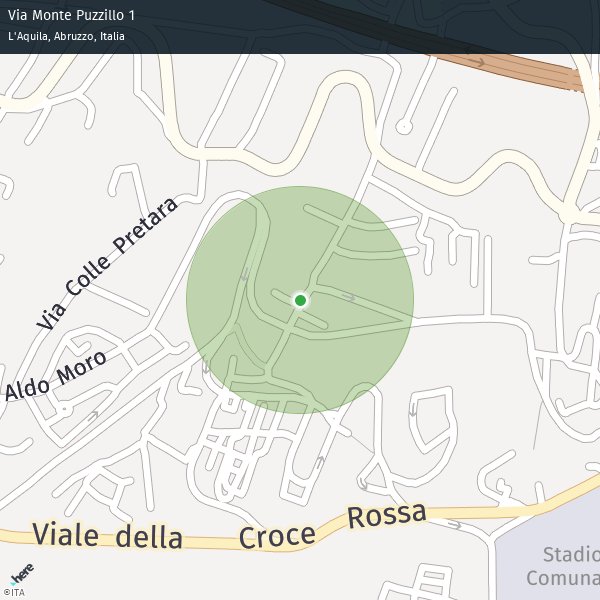 Via Monte Puzzillo 1
L'Aquila, Abruzzo, Italia
Via Colle Pretara
Aldo Moro
Viale della Croce Rossa
Stadio
Comuna
here
©ITA